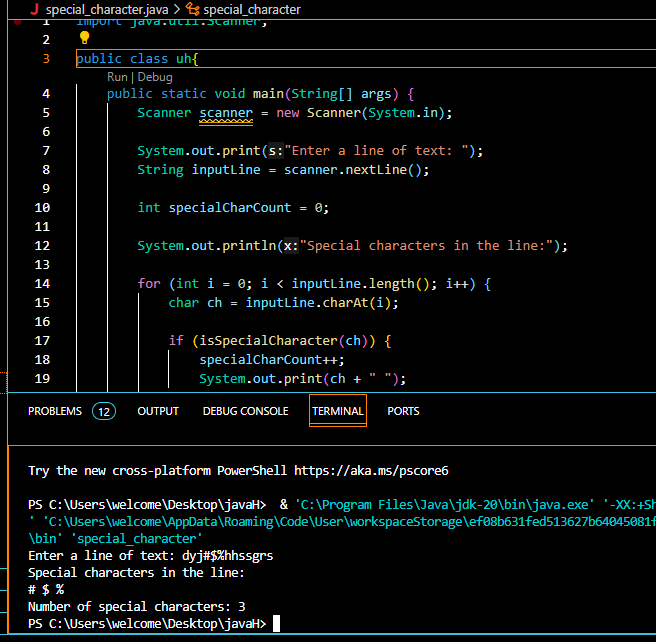 special_character.java > special_character
1 import java.util.Scanner;
2
3 public class uh{
Run | Debug
4 public static void main(String[] args) {
5 Scanner scanner = new Scanner(System.in);
6
7 System.out.print(s:"Enter a line of text: ");
8 String inputLine = scanner.nextLine();
9
10 int specialCharCount = 0;
11
12 System.out.println(x:"Special characters in the line:");
13
14 for (int i = 0; i < inputLine.length(); i++) {
15 char ch = inputLine.charAt(i);
16
17 if (isSpecialCharacter(ch)) {
18 specialCharCount++;
19 System.out.print(ch + " ");
PROBLEMS 12 OUTPUT DEBUG CONSOLE TERMINAL PORTS
Try the new cross-platform PowerShell https://aka.ms/pscore6
PS C:\Users\welcome\Desktop\javaH> & 'C:\Program Files\Java\jdk-20\bin\java.exe' '-XX:+Sh
' 'C:\Users\welcome\AppData\Roaming\Code\User\workspaceStorage\ef08b631fed513627b64045081f
\bin' 'special_character'
Enter a line of text: dyj#$%hhssgrs
Special characters in the line:
# $ %
Number of special characters: 3
PS C:\Users\welcome\Desktop\javaH>